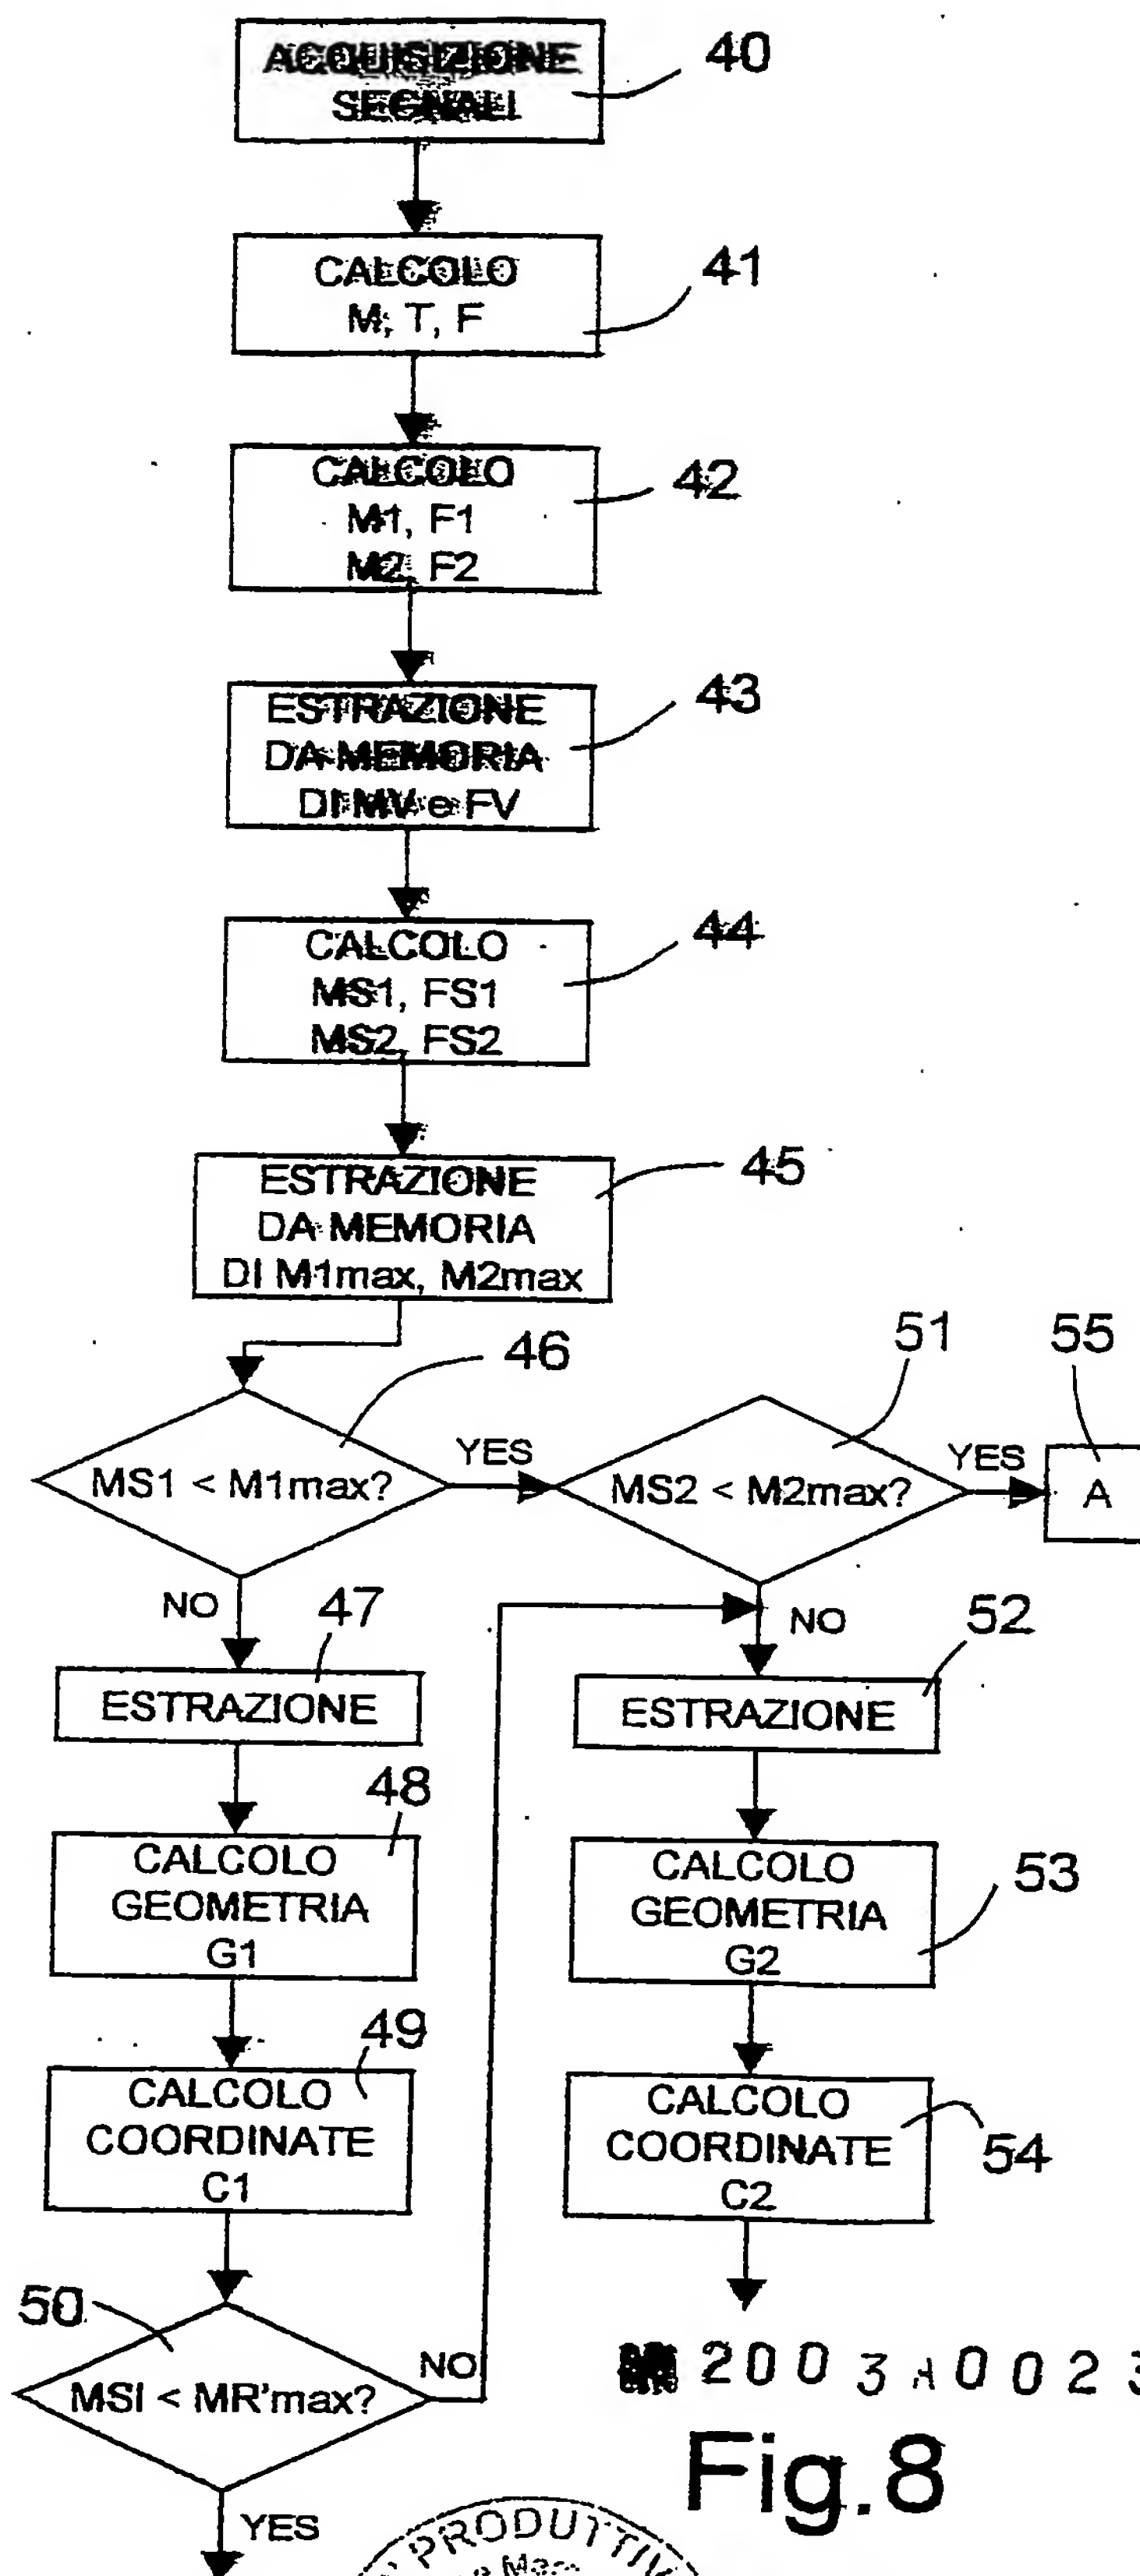 ACQUISIZIONE
SEGNALI
40
CALCOLO
M, T, F
41
CALCOLO
M1, F1
M2, F2
42
ESTRAZIONE
DA MEMORIA
DI MV e FV
43
CALCOLO
MS1, FS1
MS2, FS2
44
ESTRAZIONE
DA MEMORIA
DI M1max, M2max
45
46
51
55
MS1 < M1max?
YES
MS2 < M2max?
YES
A
NO
47
NO
52
ESTRAZIONE
ESTRAZIONE
48
CALCOLO
GEOMETRIA
G1
CALCOLO
GEOMETRIA
G2
53
49
CALCOLO
COORDINATE
C1
CALCOLO
COORDINATE
C2
54
50
MSI < MR'max?
NO
2003A0023
Fig.8
YES
PRODUTTIV